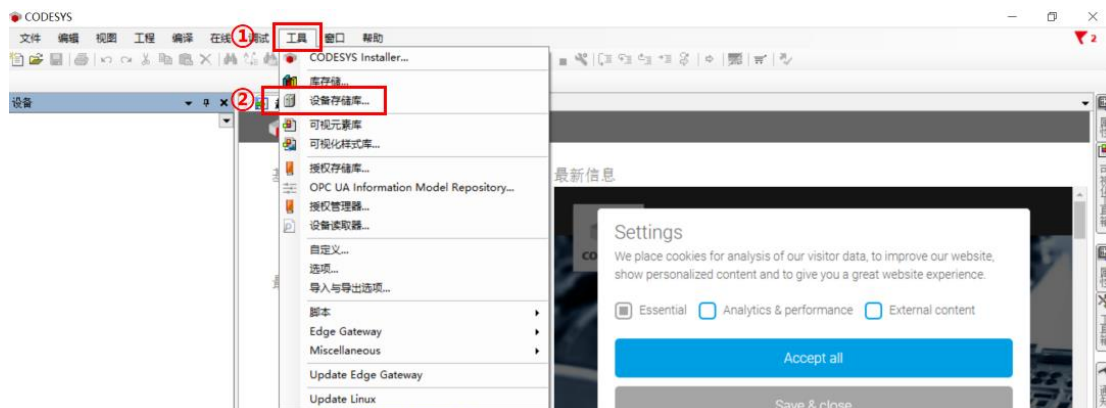 CODESYS
文件 编辑 视图 工程 编译 在线 ① 调试 工具 窗口 帮助
2
CODESYS Installer...
库存储...
设备
② 设备存储库...
可视元素库
可视化样式库...
授权存储库...
最新信息
OPC UA Information Model Repository...
授权管理器...
设备读取器...
Settings
自定义...
We place cookies for analysis of our visitor data, to improve our website,
选项...
show personalized content and to give you a great website experience.
导入与导出选项...
Essential Analytics & performance External content
脚本
Edge Gateway
Miscellaneous
Accept all
Update Edge Gateway
Update Linux
Save & close